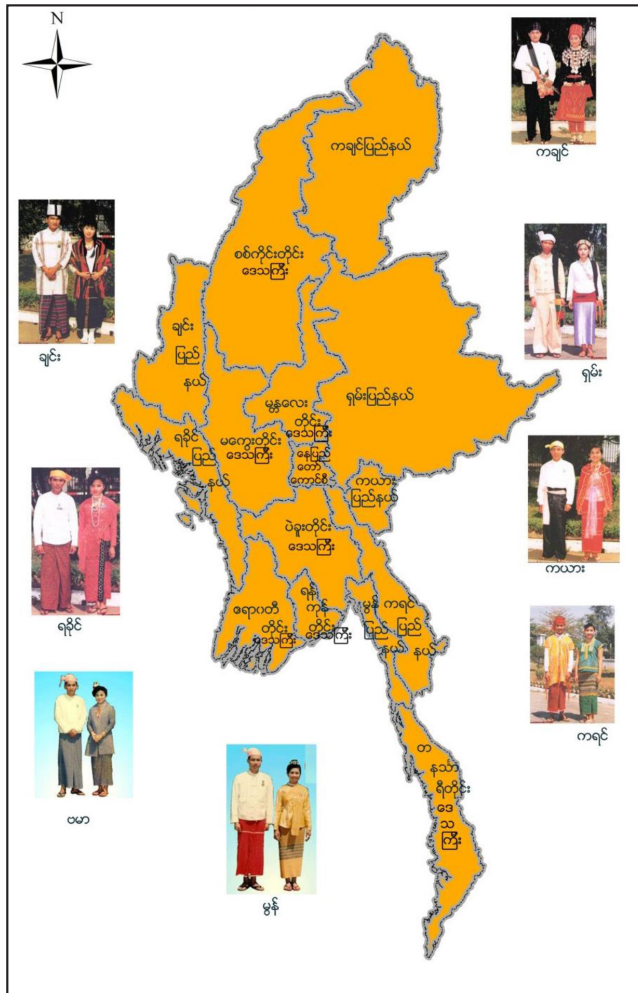 N
ကချင်ပြည်နယ်
ကချင်
စစ်ကိုင်းတိုင်း
ဒေသကြီး
ချင်း
ပြည်
နယ်
ချင်း
ရှမ်းပြည်နယ်
ရှမ်း
မန္တလေး
တိုင်း
ဒေသကြီး
မကွေးတိုင်း
ဒေသကြီး
ရခိုင်
ပြည်
နယ်
နေပြည်
တော်
ကောင်စီ
ကယား
ပြည်နယ်
ကယား
ပဲခူးတိုင်း
ဒေသကြီး
ရခိုင်
ဧရာဝတီ
တိုင်း
ဒေသကြီး
ရန်
ကုန်
တိုင်း
ဒေသကြီး
မွန်
ပြည်
နယ်
ကရင်
ပြည်
နယ်
ကရင်
ဗမာ
မွန်
တ
နင်္သာ
ရီတိုင်း
ဒေ
သ
ကြီး